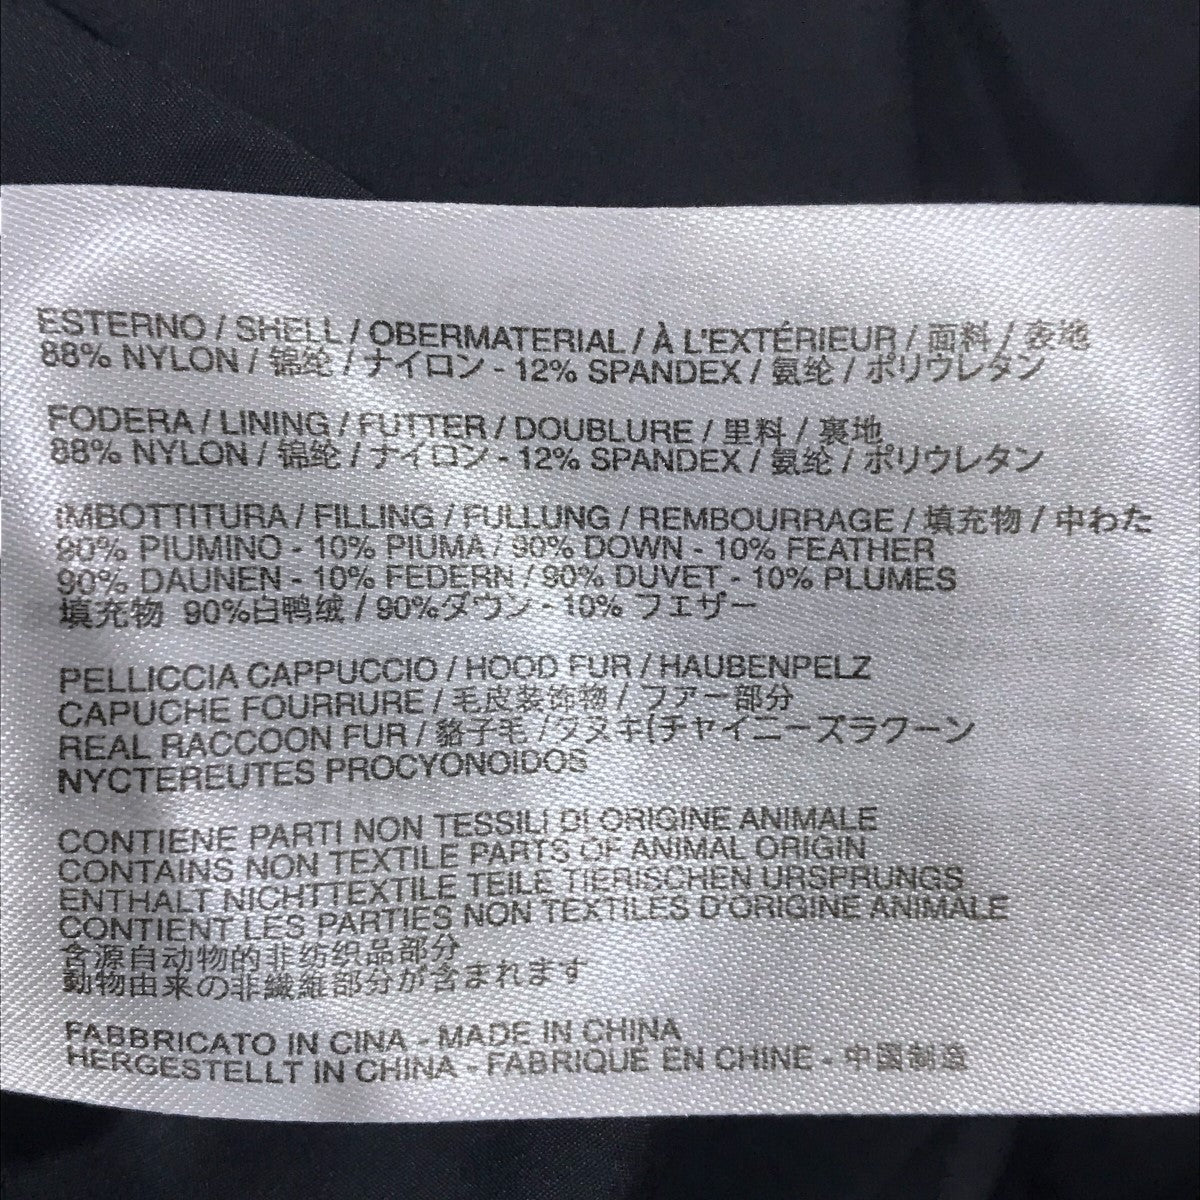 ESTERNO / SHELL / OBERMATERIAL / À L'EXTÉRIEUR / 面料 / 表地
88% NYLON / 锦纶 / ナイロン - 12% SPANDEX / 氨纶 / ポリウレタン
FODERA / LINING / FUTTER / DOUBLURE / 里料 / 裏地
88% NYLON / 锦纶 / ナイロン - 12% SPANDEX / 氨纶 / ポリウレタン
IMBOTTITURA / FILLING / FULLUNG / REMBOURRAGE / 填充物 / 中わた
90% PIUMINO - 10% PIUMA / 90% DOWN - 10% FEATHER
90% DAUNEN - 10% FEDERN / 90% DUVET - 10% PLUMES
填充物 90%白鸭绒 / 90%ダウン - 10% フェザー
PELLICCIA CAPPUCCIO / HOOD FUR / HAUBENPELZ
CAPUCHE FOURRURE / 毛皮装饰物 / ファー部分
REAL RACCOON FUR / 貉子毛 / タヌキ(チャイニーズラクーン
NYCTEREUTES PROCYONOIDOS
CONTIENE PARTI NON TESSILI DI ORIGINE ANIMALE
CONTAINS NON TEXTILE PARTS OF ANIMAL ORIGIN
ENTHALT NICHTTEXTILE TEILE TIERISCHEN URSPRUNGS
CONTIENT LES PARTIES NON TEXTILES D'ORIGINE ANIMALE
含源自动物的非纺织品部分
動物由来の非繊維部分が含まれます
FABBRICATO IN CINA - MADE IN CHINA
HERGESTELLT IN CHINA - FABRIQUE EN CHINE - 中国制造